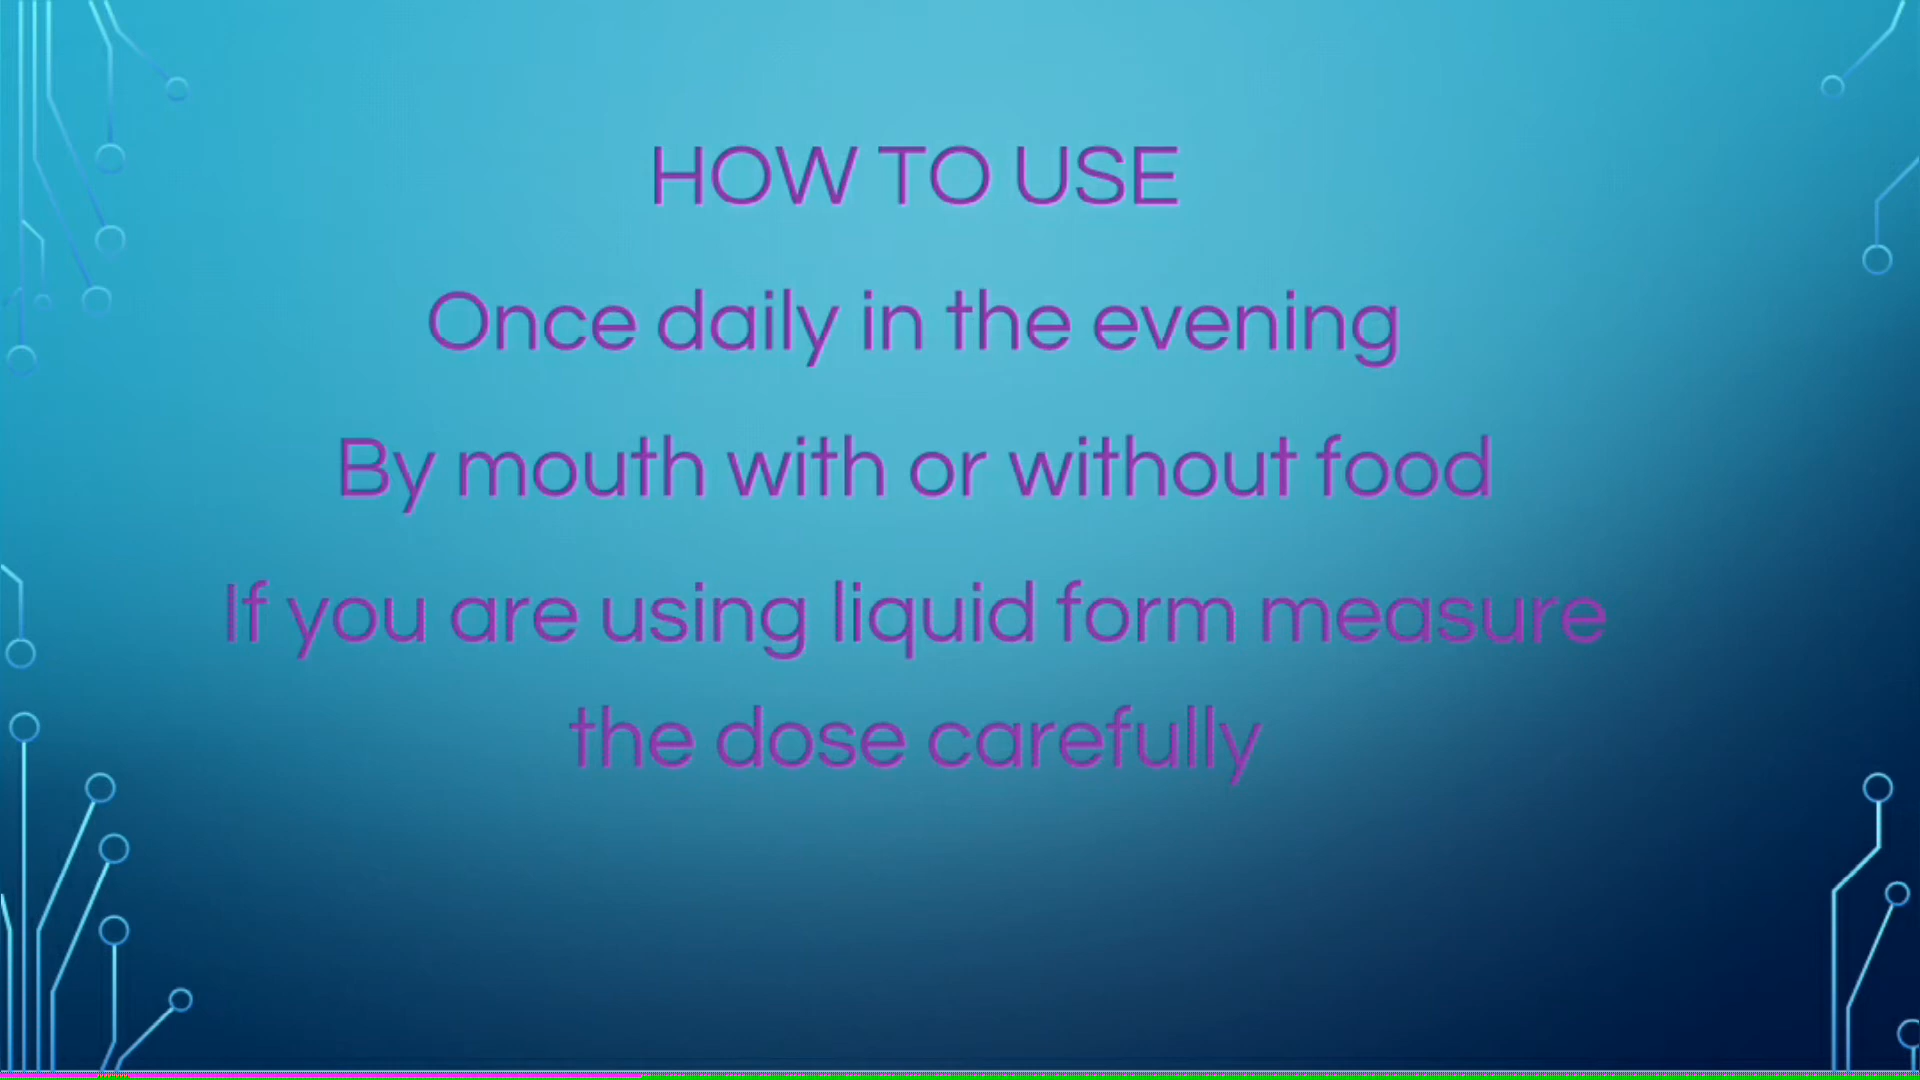 HOW TO USE
Once daily in the evening
By mouth with or without food
If you are using liquid form measure
the dose carefully